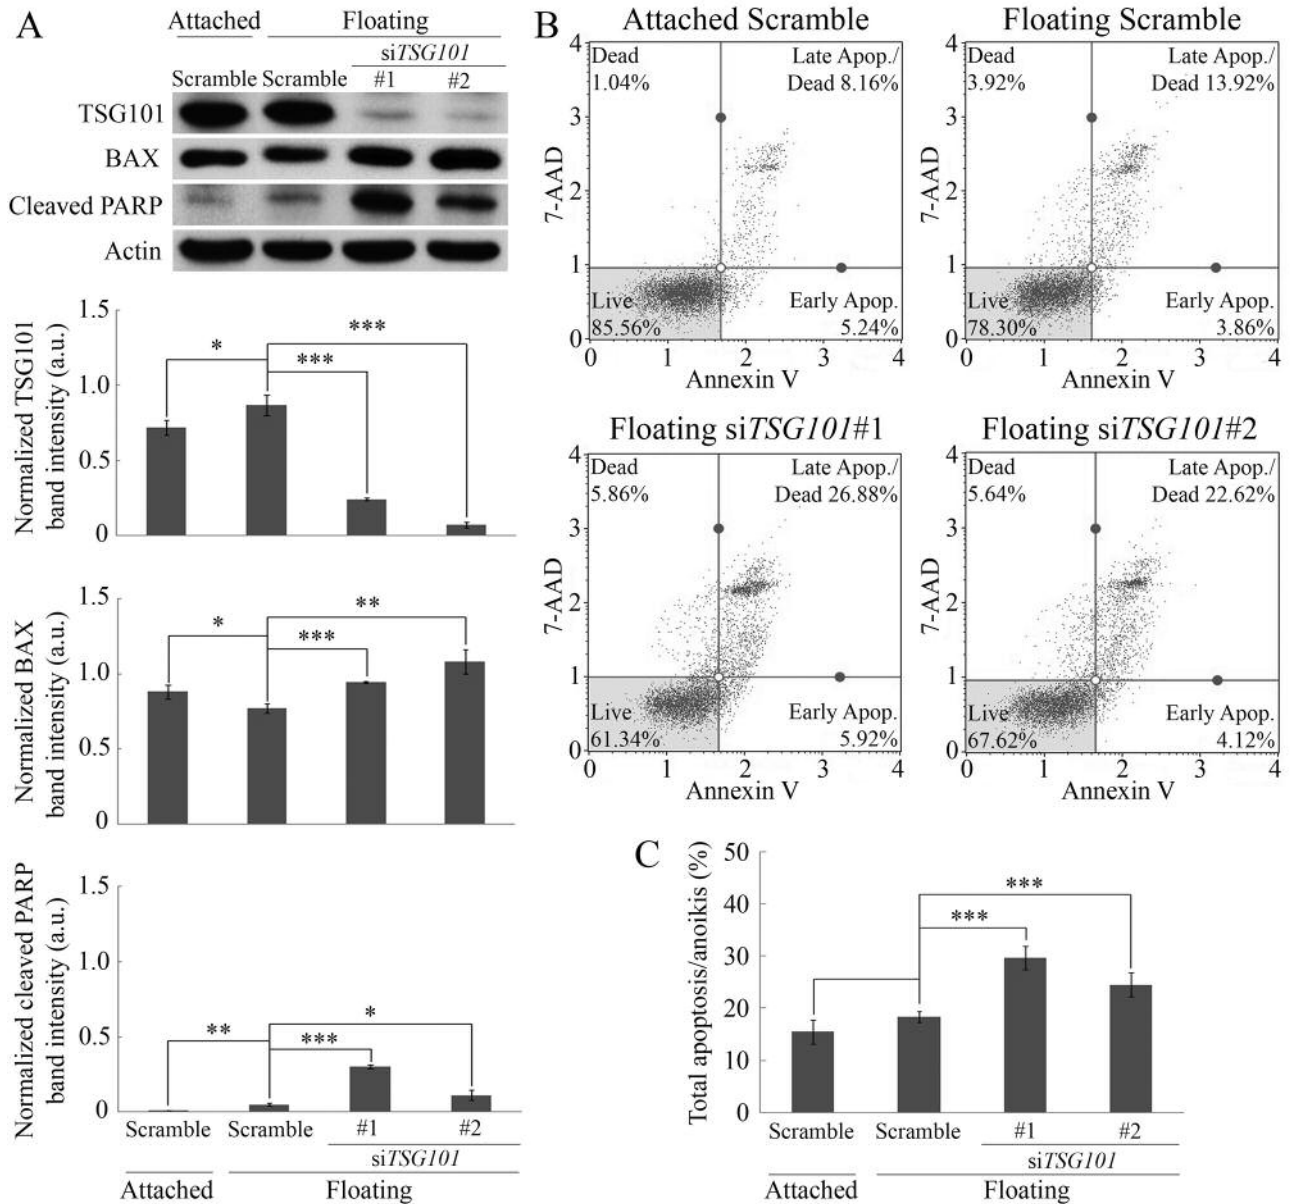 A
Attached Floating
siTSG101
Scramble Scramble #1 #2
TSG101
BAX
Cleaved PARP
Actin
Normalized TSG101
band intensity (a.u.)
1.5
1.0
0.5
0
*
***
***
Normalized BAX
band intensity (a.u.)
1.5
1.0
0.5
0
*
***
**
Normalized cleaved PARP
band intensity (a.u.)
1.5
1.0
0.5
0
**
***
*
Scramble Scramble #1 #2
siTSG101
Attached Floating
B
Attached Scramble
Dead
1.04%
Late Apop./
Dead 8.16%
Live
85.56%
Early Apop.
5.24%
7-AAD
4
3
2
1
0
0 1 2 3 4
Annexin V
Floating Scramble
Dead
3.92%
Late Apop./
Dead 13.92%
Live
78.30%
Early Apop.
3.86%
7-AAD
4
3
2
1
0
0 1 2 3 4
Annexin V
Floating siTSG101#1
Dead
5.86%
Late Apop./
Dead 26.88%
Live
61.34%
Early Apop.
5.92%
7-AAD
4
3
2
1
0
0 1 2 3 4
Annexin V
Floating siTSG101#2
Dead
5.64%
Late Apop./
Dead 22.62%
Live
67.62%
Early Apop.
4.12%
7-AAD
4
3
2
1
0
0 1 2 3 4
Annexin V
C
Total apoptosis/anoikis (%)
50
40
30
20
10
0
***
***
Scramble Scramble #1 #2
siTSG101
Attached Floating